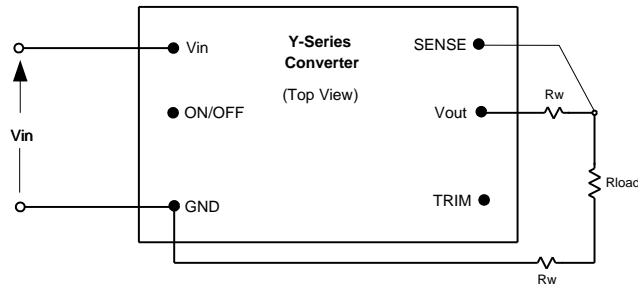 Y-Series
Converter
(Top View)
Vin
SENSE
ON/OFF
Vout
Rw
Vin
Rload
GND
TRIM
Rw